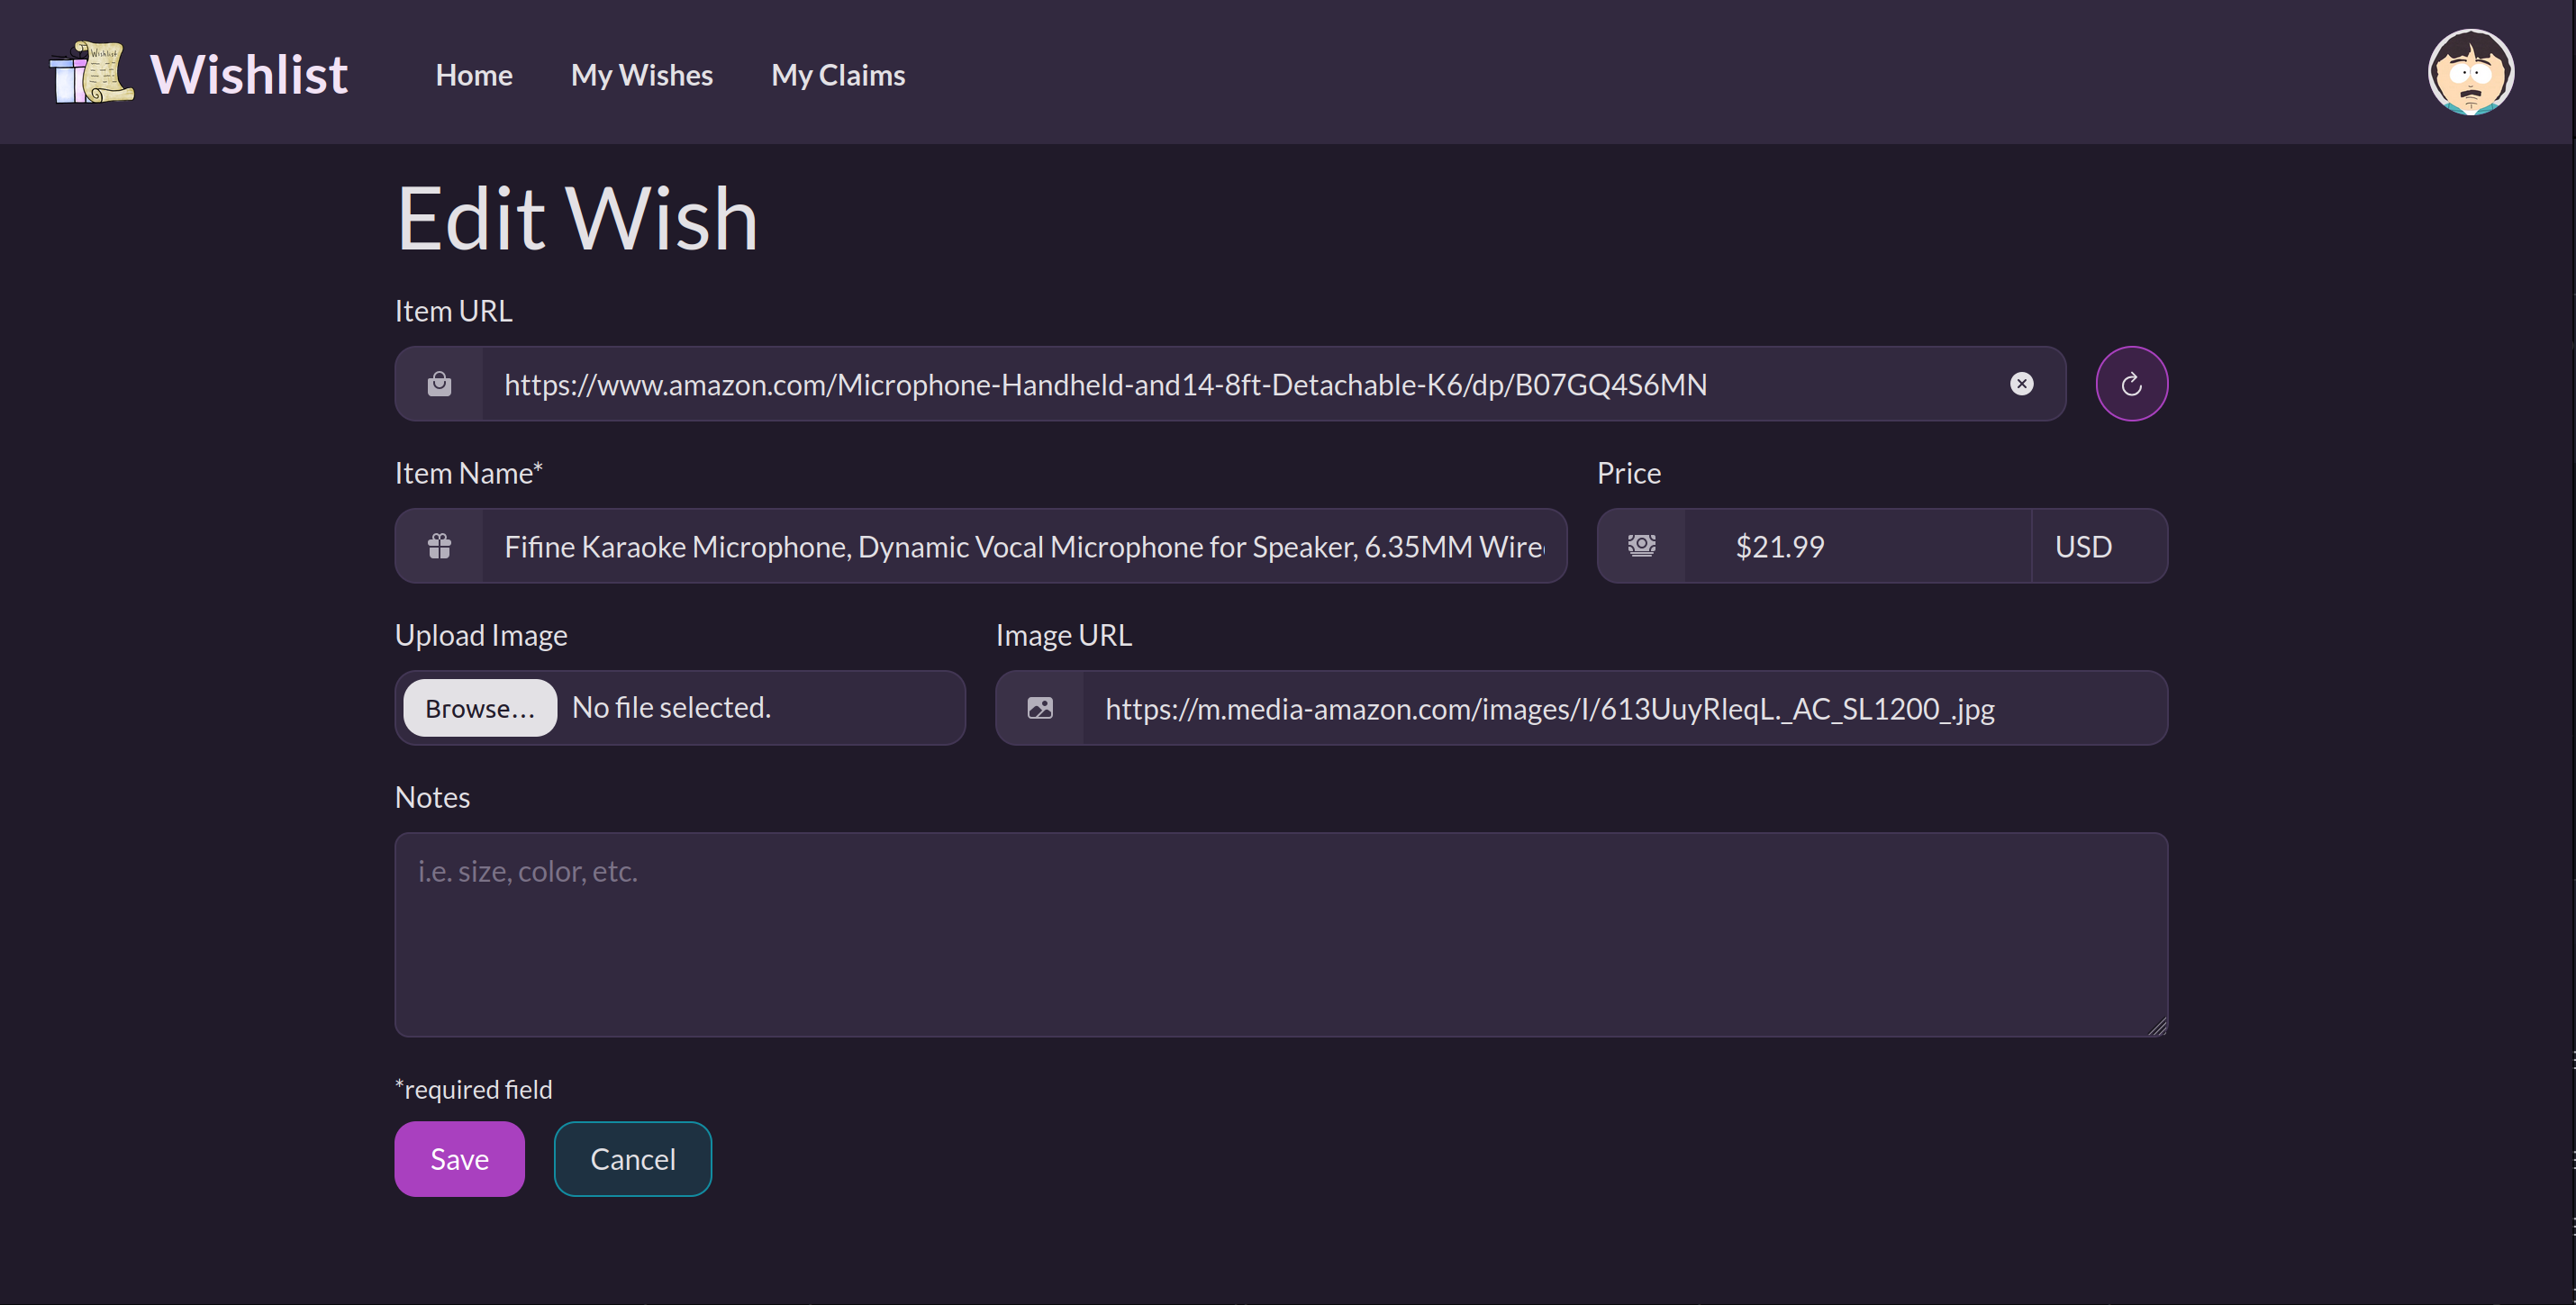 Wishlist Home My Wishes My Claims
Edit Wish
Item URL
https://www.amazon.com/Microphone-Handheld-and14-8ft-Detachable-K6/dp/B07GQ4S6MN
Item Name* Price
Fifine Karaoke Microphone, Dynamic Vocal Microphone for Speaker, 6.35MM Wire $21.99 USD
Upload Image Image URL
Browse... No file selected. https://m.media-amazon.com/images/I/613UuyRleqL._AC_SL1200_.jpg
Notes
i.e. size, color, etc.
*required field
Save Cancel